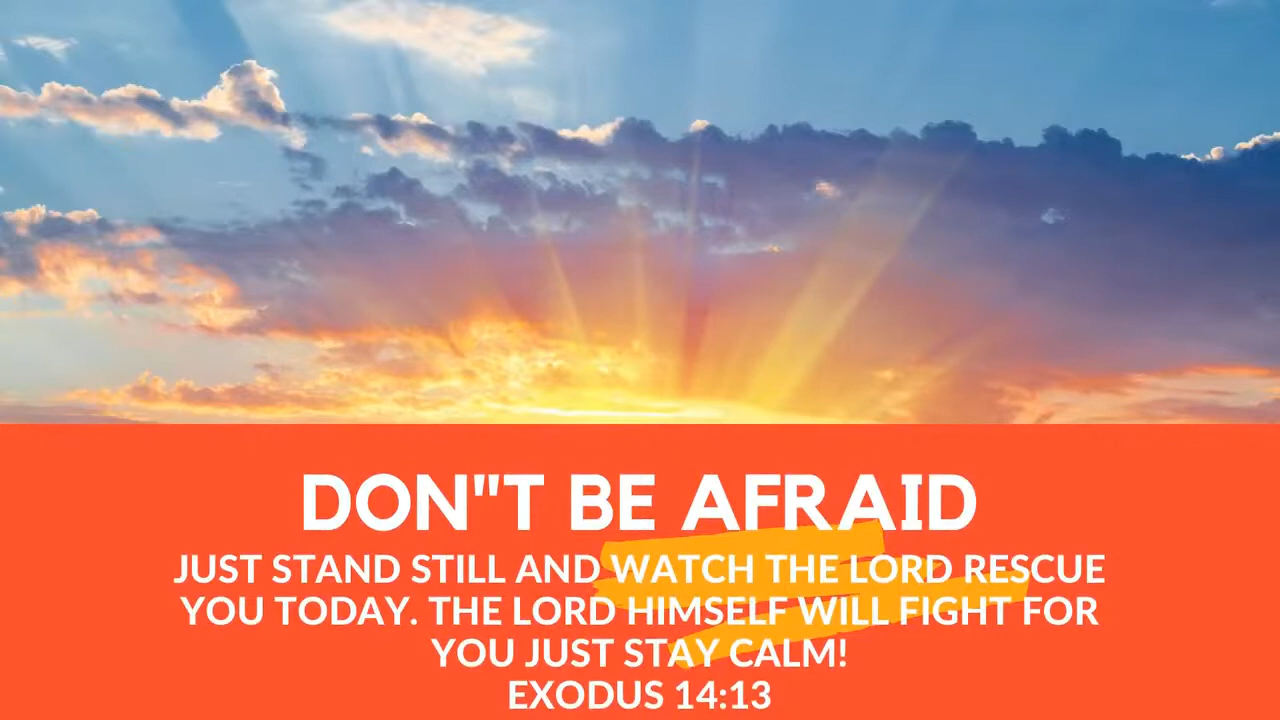 DON"T BE AFRAID
JUST STAND STILL AND WATCH THE LORD RESCUE
YOU TODAY. THE LORD HIMSELF WILL FIGHT FOR
YOU JUST STAY CALM!
EXODUS 14:13